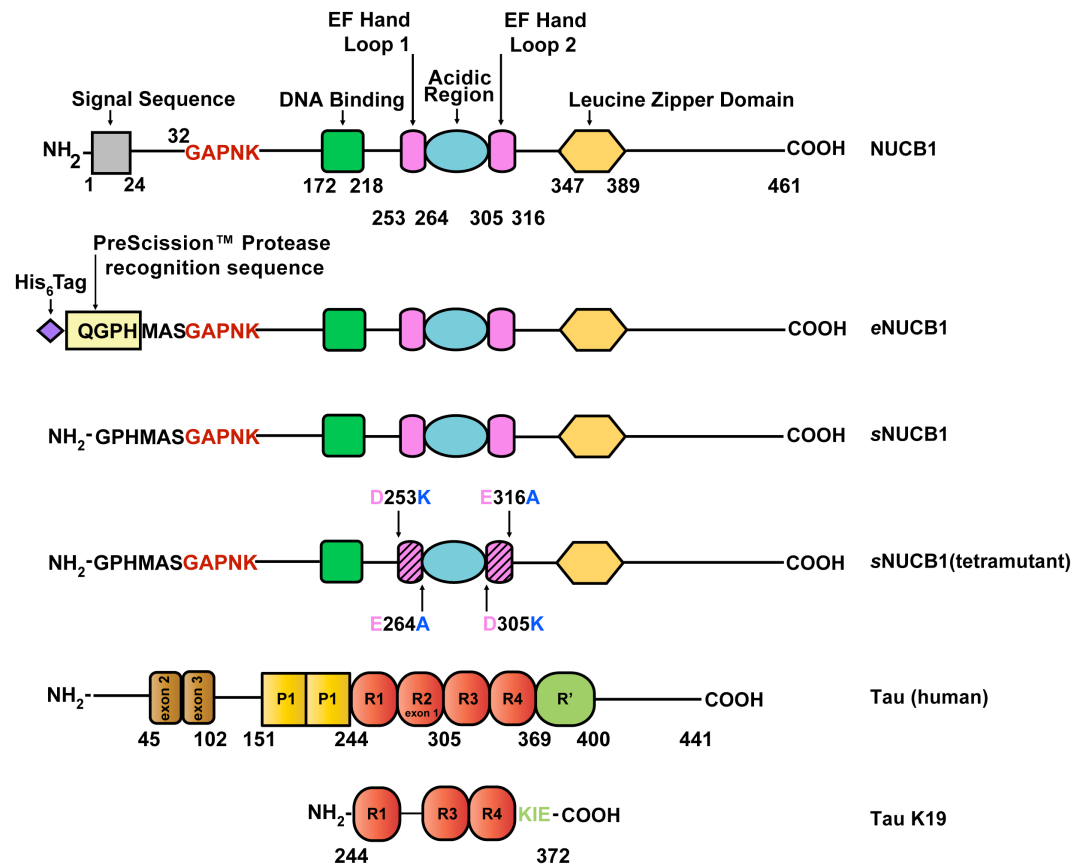 EF Hand
Loop 1
EF Hand
Loop 2
Acidic
Region
Signal Sequence
DNA Binding
Leucine Zipper Domain
32
NH2 GAPNK COOH NUCB1
1 24 172 218 347 389 461
253 264 305 316
PreScission™ Protease
recognition sequence
His6Tag
QGPHMASGAPNK COOH eNUCB1
NH2-GPHMASGAPNK COOH sNUCB1
D253K E316A
NH2-GPHMASGAPNK COOH sNUCB1(tetramutant)
E264A D305K
NH2- exon 2 exon 3 P1 P1 R1 R2 exon 1 R3 R4 R' COOH Tau (human)
45 102 151 244 305 369 400 441
NH2- R1 R3 R4 KIE-COOH Tau K19
244 372